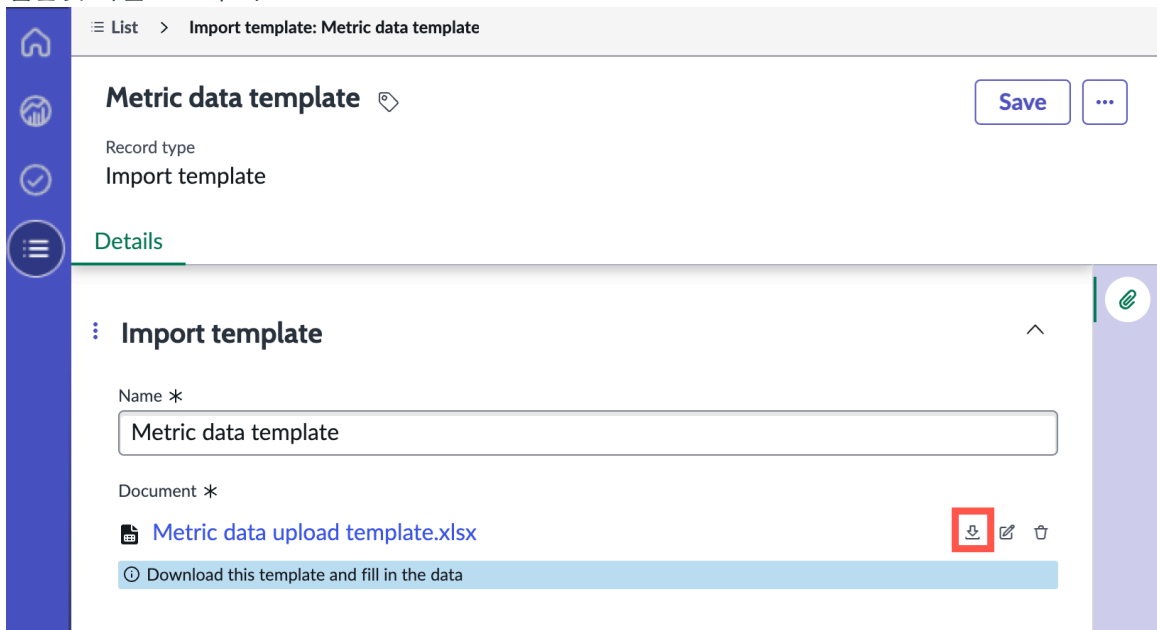 List > Import template: Metric data template
Metric data template
Save
Record type
Import template
Details
Import template
Name *
Metric data template
Document *
Metric data upload template.xlsx
Download this template and fill in the data